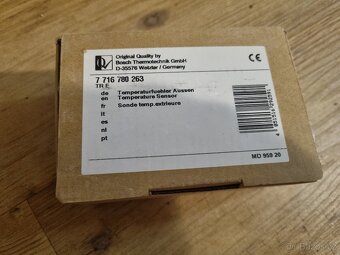 Original Quality by
Bosch Thermotechnik GmbH
D-35576 Wetzlar / Germany
CE
7 716 780 263
TR E
de Temperaturfuehler Aussen
en Temperature Sensor
fr Sonde temp.exterieure
it
es
nl
pt
MD 959 20